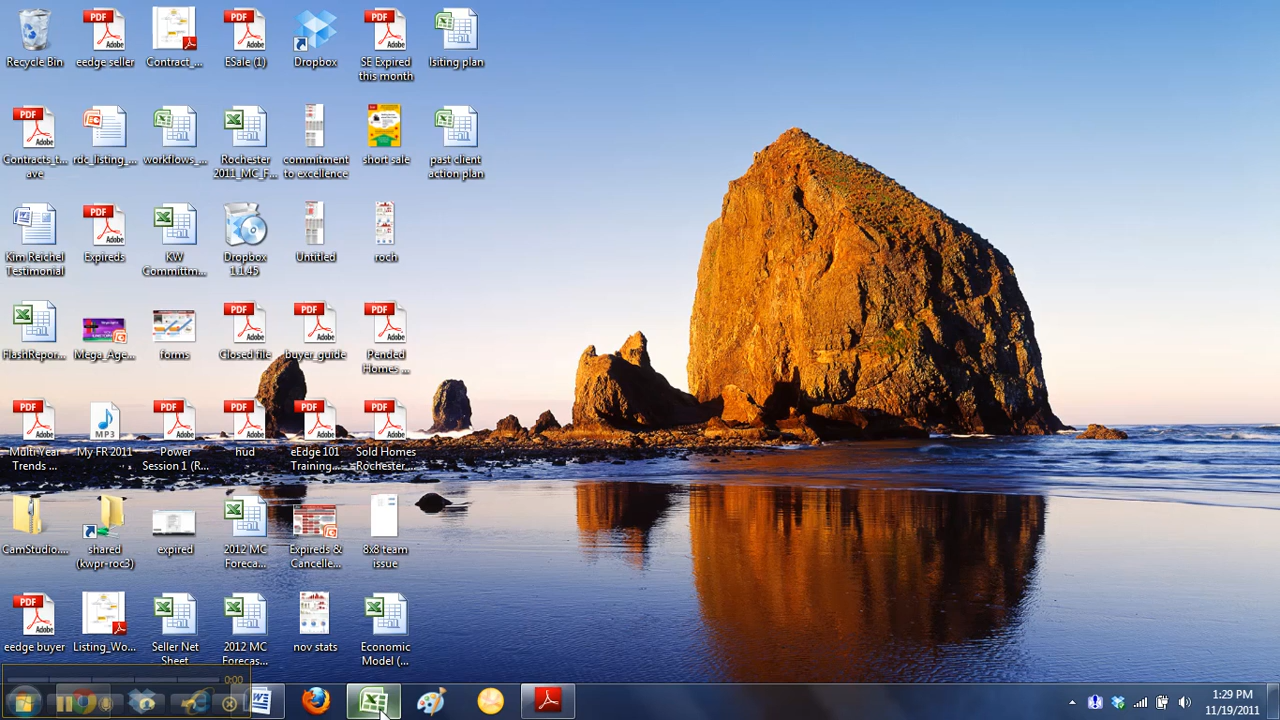 Recycle Bin
eedge seller
Contract_...
ESale (1)
Dropbox
SE Expired
this month
lsiting plan
Contracts_t...
ave
rdc_listing_...
workflows_...
Rochester
2011_MC_F...
commitment
to excellence
short sale
past client
action plan
Kim Reichel
Testimonial
Expireds
KW
Committm...
Dropbox
1.1.45
Untitled
roch
FlashRepor...
Mega_Age...
forms
Closed file
buyer_guide
Pended
Homes ...
Multi Year
Trends ...
My FR 2011
Power
Session 1 (R...
hud
eEdge 101
Training...
Sold Homes
Rochester...
CamStudio....
shared
(kwpr-roc3)
expired
2012 MC
Foreca...
Expireds &
Cancelle...
8x8 team
issue
eedge buyer
Listing_Wo...
Seller Net
Sheet
2012 MC
Forecas...
nov stats
Economic
Model (...
0:00
1:29 PM
11/19/2011